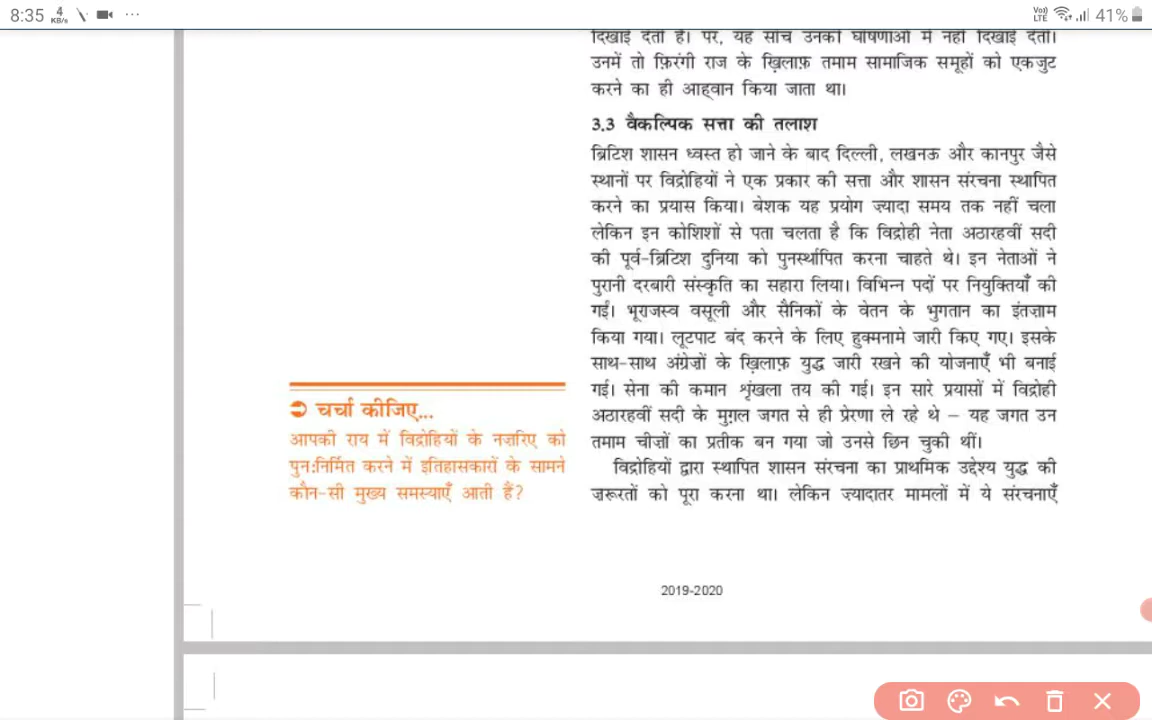 8:35 4 KB/s ... Vo) LTE 41%
दिखाई देती है। पर, यह सोच उनकी घोषणाओं में नहीं दिखाई देती।
उनमें तो फ़िरंगी राज के ख़िलाफ़ तमाम सामाजिक समूहों को एकजुट
करने का ही आह्वान किया जाता था।
3.3 वैकल्पिक सत्ता की तलाश
ब्रिटिश शासन ध्वस्त हो जाने के बाद दिल्ली, लखनऊ और कानपुर जैसे
स्थानों पर विद्रोहियों ने एक प्रकार की सत्ता और शासन संरचना स्थापित
करने का प्रयास किया। बेशक यह प्रयोग ज़्यादा समय तक नहीं चला
लेकिन इन कोशिशों से पता चलता है कि विद्रोही नेता अठारहवीं सदी
की पूर्व-ब्रिटिश दुनिया को पुनर्स्थापित करना चाहते थे। इन नेताओं ने
पुरानी दरबारी संस्कृति का सहारा लिया। विभिन्न पदों पर नियुक्तियाँ की
गईं। भूराजस्व वसूली और सैनिकों के वेतन के भुगतान का इंतज़ाम
किया गया। लूटपाट बंद करने के लिए हुक्मनामे जारी किए गए। इसके
साथ-साथ अंग्रेज़ों के ख़िलाफ़ युद्ध जारी रखने की योजनाएँ भी बनाई
गईं। सेना की कमान शृंखला तय की गई। इन सारे प्रयासों में विद्रोही
अठारहवीं सदी के मुग़ल जगत से ही प्रेरणा ले रहे थे – यह जगत उन
तमाम चीज़ों का प्रतीक बन गया जो उनसे छिन चुकी थीं।
विद्रोहियों द्वारा स्थापित शासन संरचना का प्राथमिक उद्देश्य युद्ध की
ज़रूरतों को पूरा करना था। लेकिन ज़्यादातर मामलों में ये संरचनाएँ
चर्चा कीजिए...
आपकी राय में विद्रोहियों के नज़रिए को
पुन:निर्मित करने में इतिहासकारों के सामने
कौन-सी मुख्य समस्याएँ आती हैं?
2019-2020